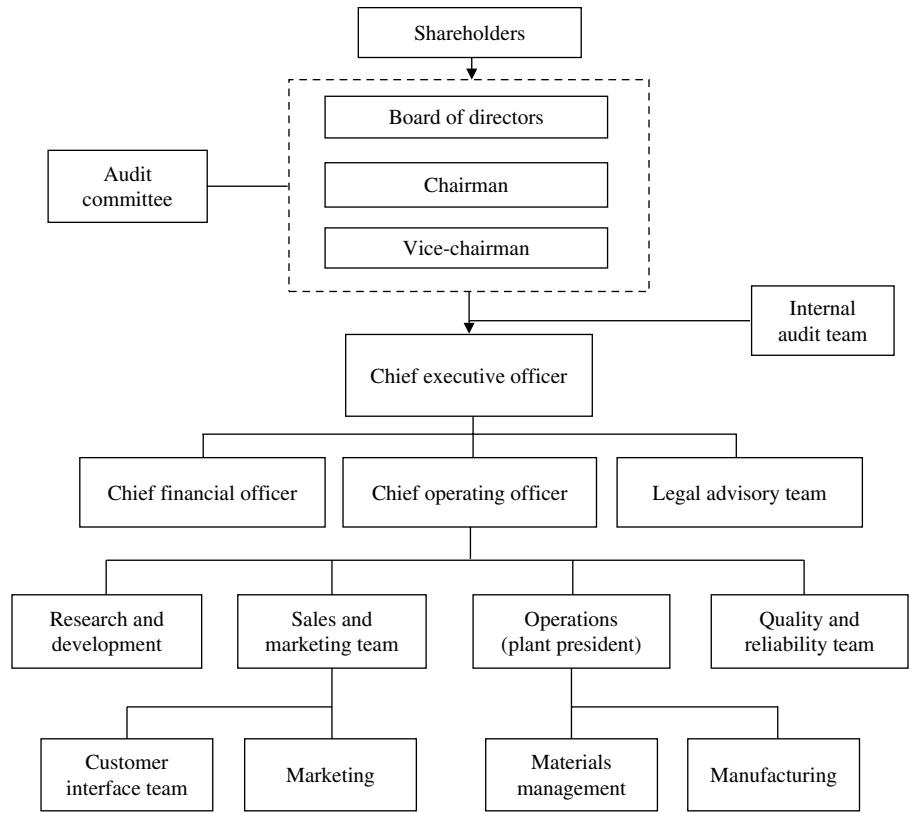 Shareholders
Board of directors
Audit
committee
Chairman
Vice-chairman
Internal
audit team
Chief executive officer
Chief financial officer
Chief operating officer
Legal advisory team
Research and
development
Sales and
marketing team
Operations
(plant president)
Quality and
reliability team
Customer
interface team
Marketing
Materials
management
Manufacturing